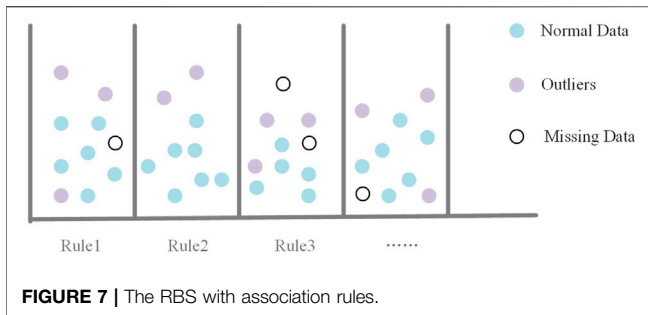 Normal Data
Outliers
Missing Data
Rule1 Rule2 Rule3 ......
FIGURE 7 | The RBS with association rules.